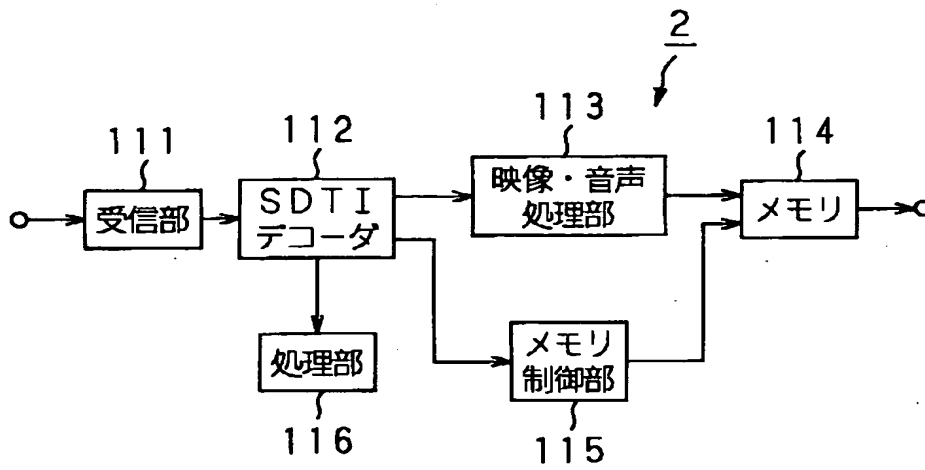 2
112
113
114
111
ＳＤＴＩ
デコーダ
映像・音声
処理部
メモリ
受信部
処理部
メモリ
制御部
116
115